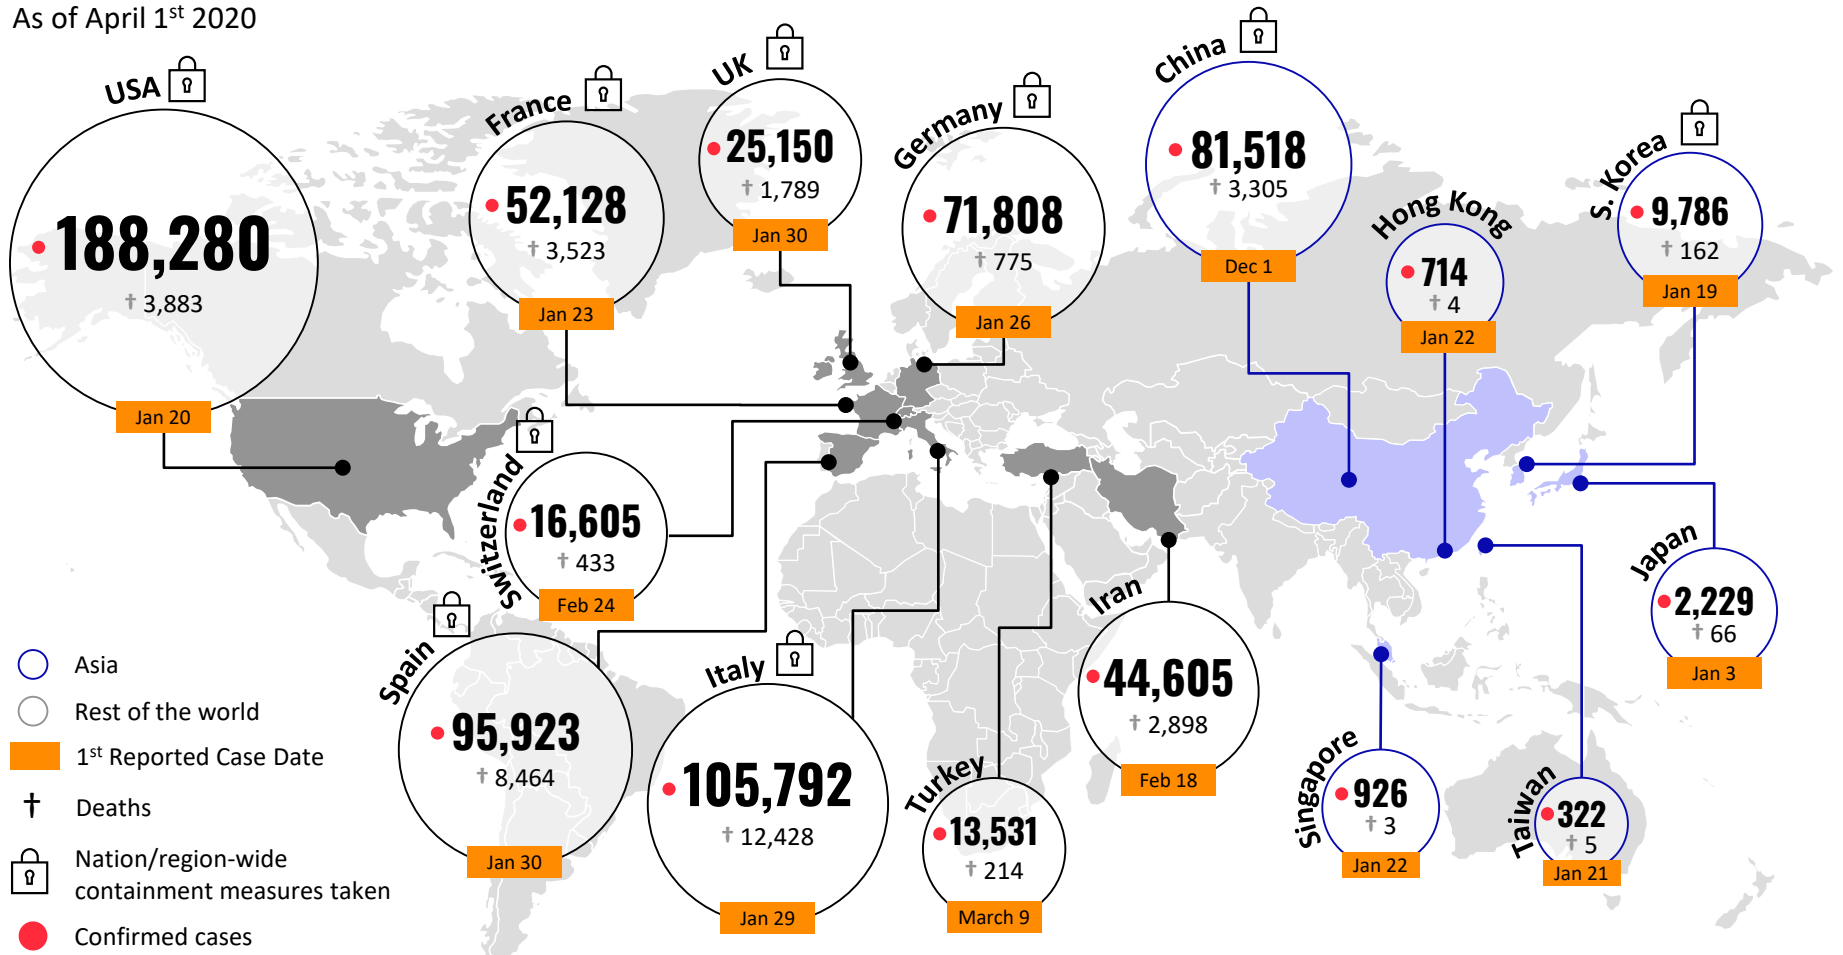 As of April 1st 2020
USA
188,280
† 3,883
Jan 20
France
52,128
† 3,523
Jan 23
UK
25,150
† 1,789
Jan 30
Germany
71,808
† 775
Jan 26
China
81,518
† 3,305
Dec 1
Hong Kong
714
† 4
Jan 22
S. Korea
9,786
† 162
Jan 19
Switzerland
16,605
† 433
Feb 24
Spain
95,923
† 8,464
Jan 30
Italy
105,792
† 12,428
Jan 29
Turkey
13,531
† 214
March 9
Iran
44,605
† 2,898
Feb 18
Japan
2,229
† 66
Jan 3
Singapore
926
† 3
Jan 22
Taiwan
322
† 5
Jan 21
Asia
Rest of the world
1st Reported Case Date
† Deaths
Nation/region-wide
containment measures taken
Confirmed cases